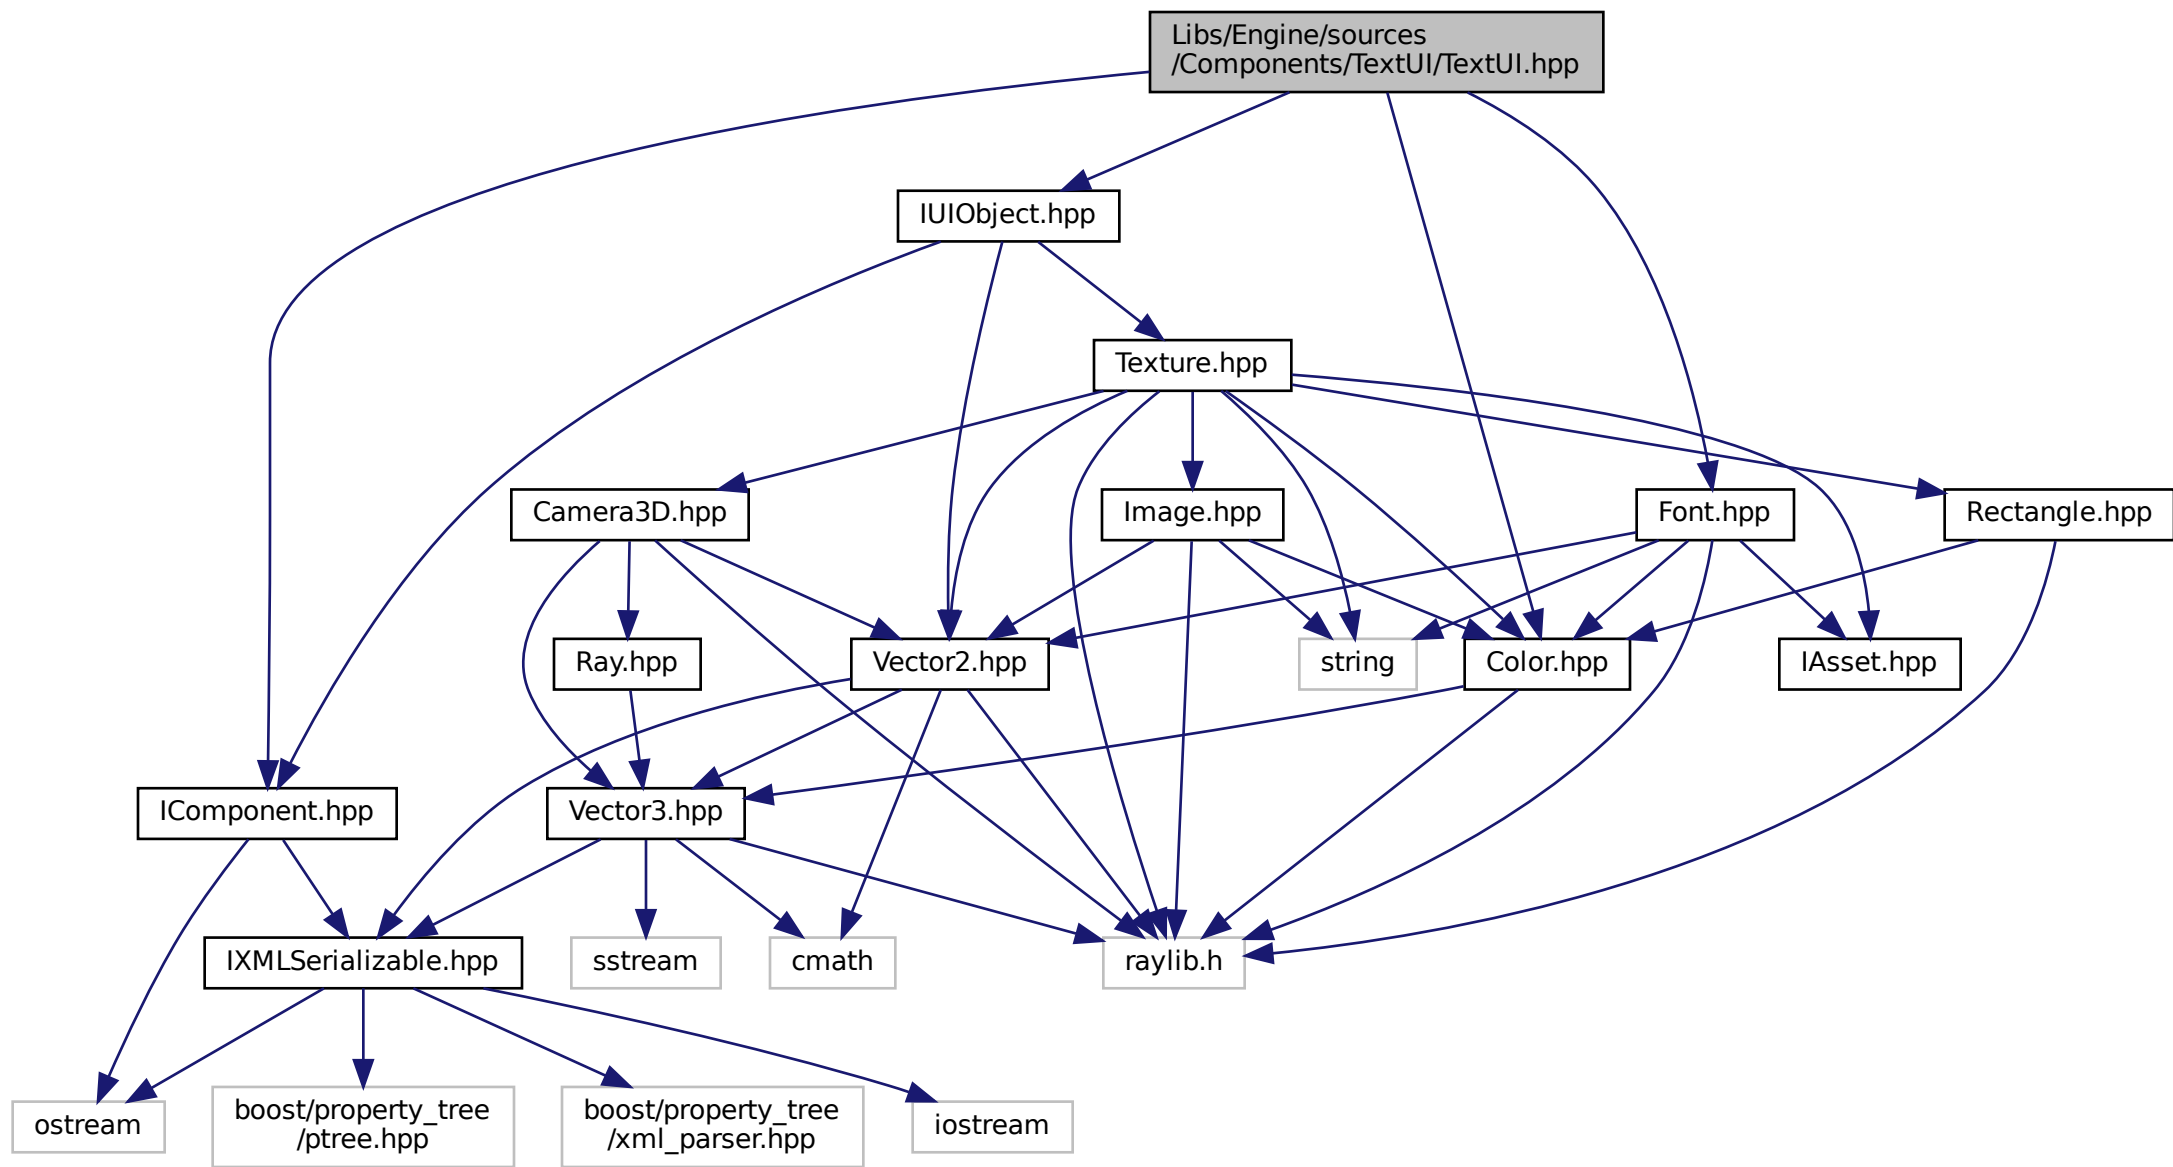 Libs/Engine/sources
/Components/TextUI/TextUI.hpp
IUIObject.hpp
Texture.hpp
Camera3D.hpp
Image.hpp
Font.hpp
Rectangle.hpp
Ray.hpp
Vector2.hpp
string
Color.hpp
IAsset.hpp
IComponent.hpp
Vector3.hpp
IXMLSerializable.hpp
sstream
cmath
raylib.h
ostream
boost/property_tree
/ptree.hpp
boost/property_tree
/xml_parser.hpp
iostream